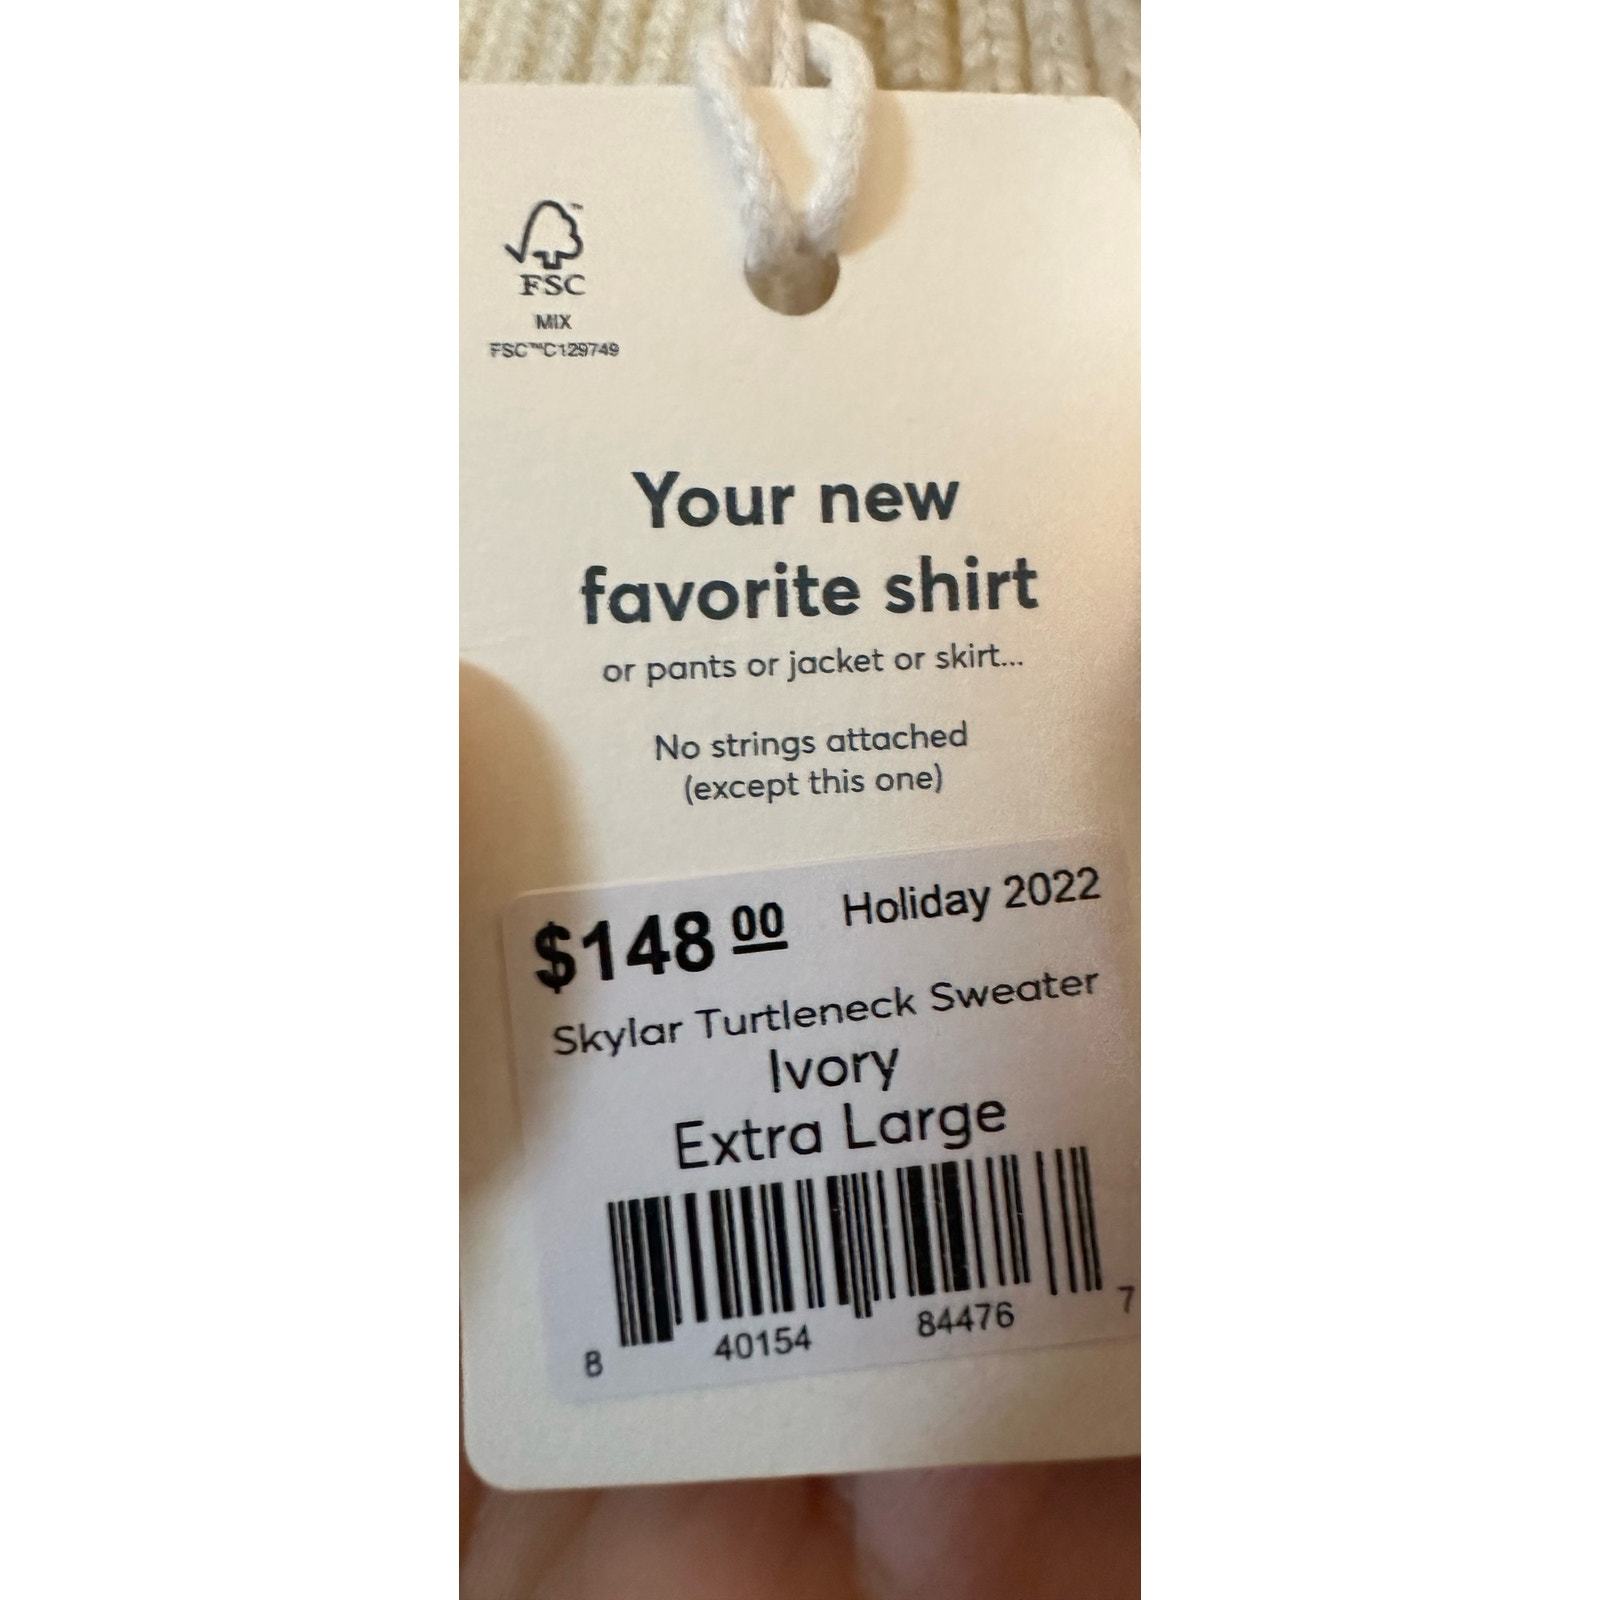 FSC™
MIX
FSC™C129749
Your new
favorite shirt
or pants or jacket or skirt...
No strings attached
(except this one)
$148 00 Holiday 2022
Skylar Turtleneck Sweater
Ivory
Extra Large
8 40154 84476 7